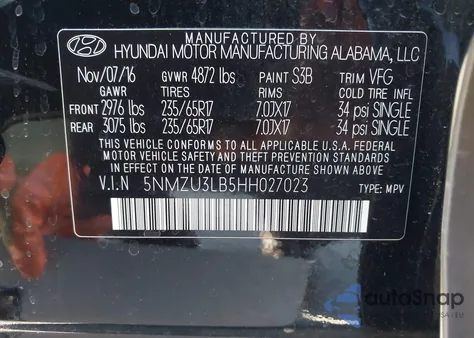 MANUFACTURED BY
HYUNDAI MOTOR MANUFACTURING ALABAMA, LLC
Nov/07/16 GVWR 4872 lbs PAINT S3B TRIM VFG
GAWR TIRES RIMS COLD TIRE INFL
FRONT 2976 lbs 235/65R17 7.0JX17 34 psi SINGLE
REAR 3075 lbs 235/65R17 7.0JX17 34 psi SINGLE
THIS VEHICLE CONFORMS TO ALL APPLICABLE U.S.A. FEDERAL
MOTOR VEHICLE SAFETY AND THEFT PREVENTION STANDARDS
IN EFFECT ON THE DATE OF MANUFACTURE SHOWN ABOVE
V.I.N 5NMZU3LB5HH027023 TYPE: MPV
autoSnap